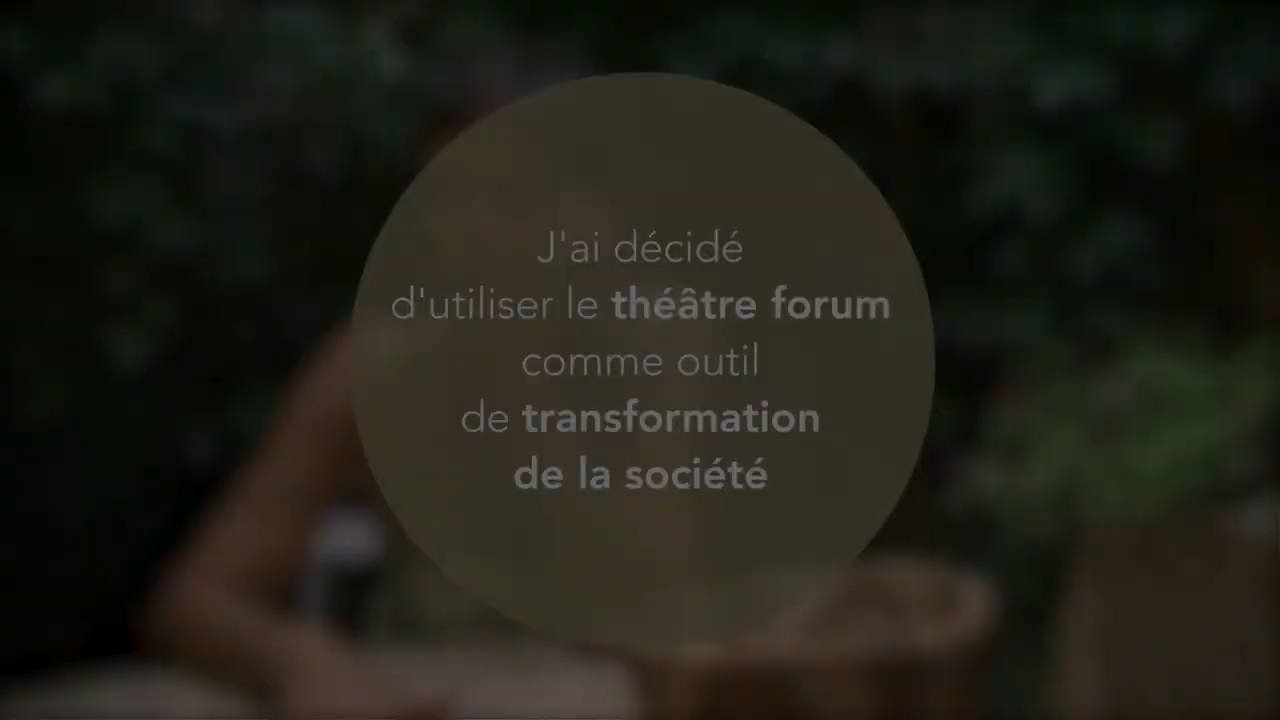 J'ai décidé
d'utiliser le théâtre forum
comme outil
de transformation
de la société